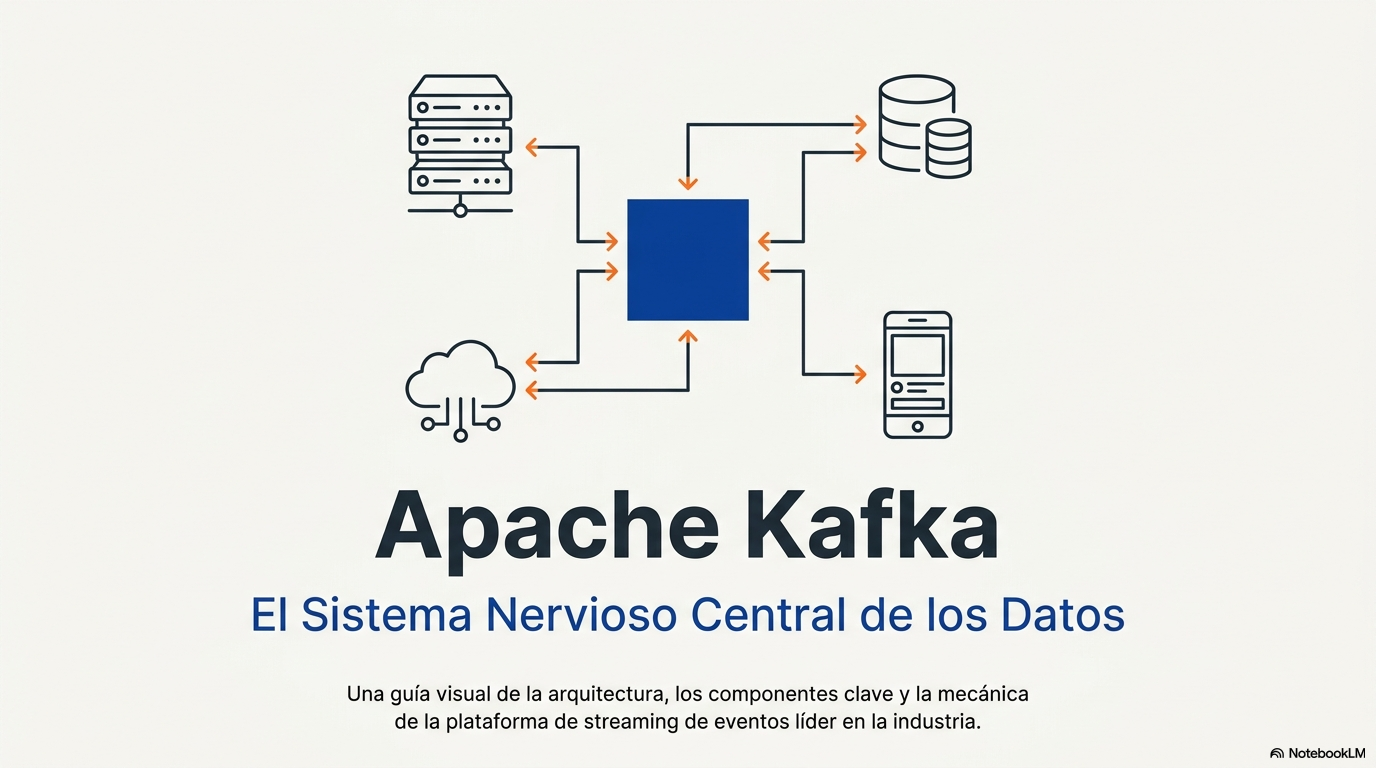 Apache Kafka
El Sistema Nervioso Central de los Datos
Una guía visual de la arquitectura, los componentes clave y la mecánica
de la plataforma de streaming de eventos líder en la industria.
NotebookLM